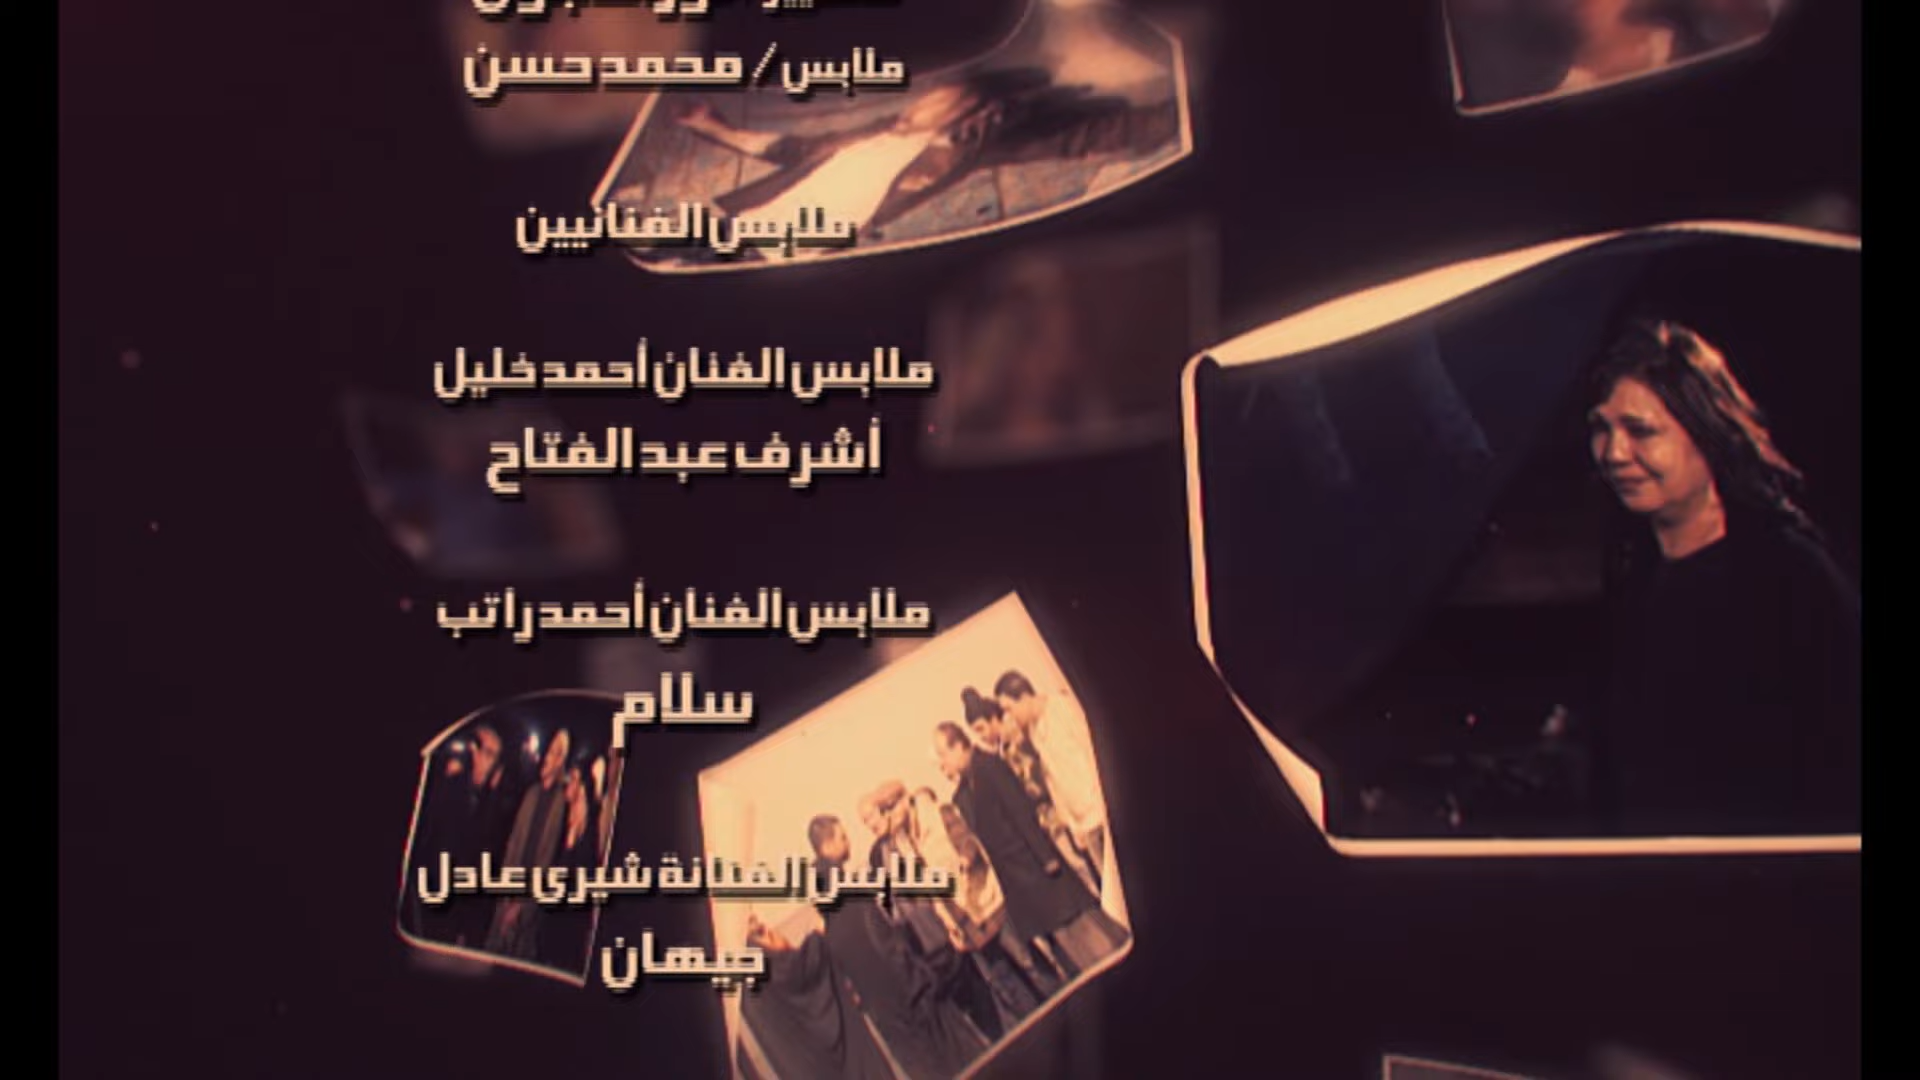 ملابس / محمد حسن
ملابس الفنانيين
ملابس الفنان أحمد خليل
أشرف عبد الفتاح
ملابس الفنان أحمد راتب
سلام
ملابس الفنانة شيرى عادل
جيهان